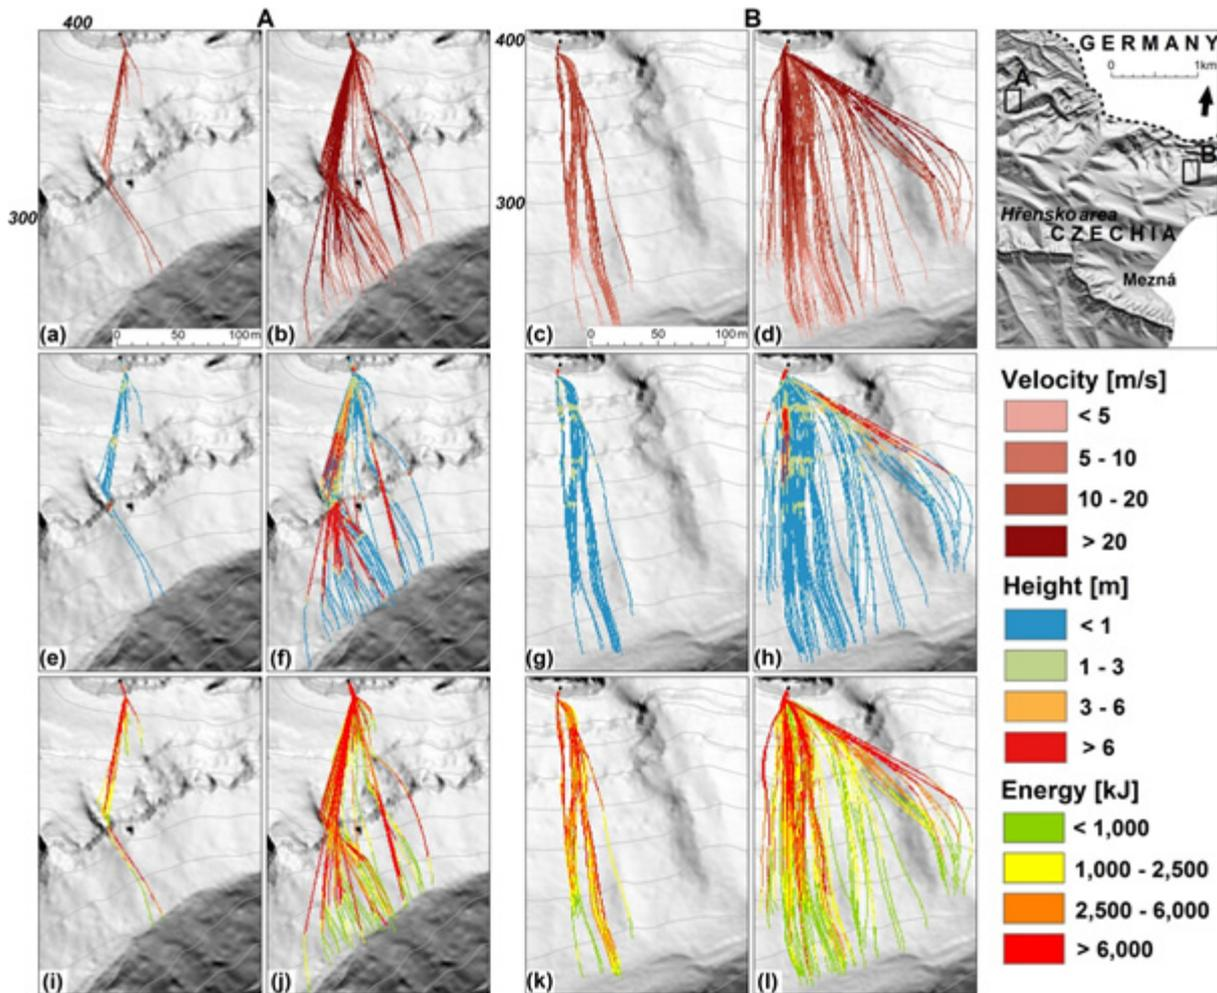 A
B
400
400
300
300
(a)
0 50 100m
(b)
(c)
0 50 100m
(d)
GERMANY
0 1km
A
B
Hřensko area
CZECHIA
Mezná
(e)
(f)
(g)
(h)
Velocity [m/s]
< 5
5 - 10
10 - 20
> 20
Height [m]
< 1
1 - 3
3 - 6
> 6
(i)
(j)
(k)
(l)
Energy [kJ]
< 1,000
1,000 - 2,500
2,500 - 6,000
> 6,000